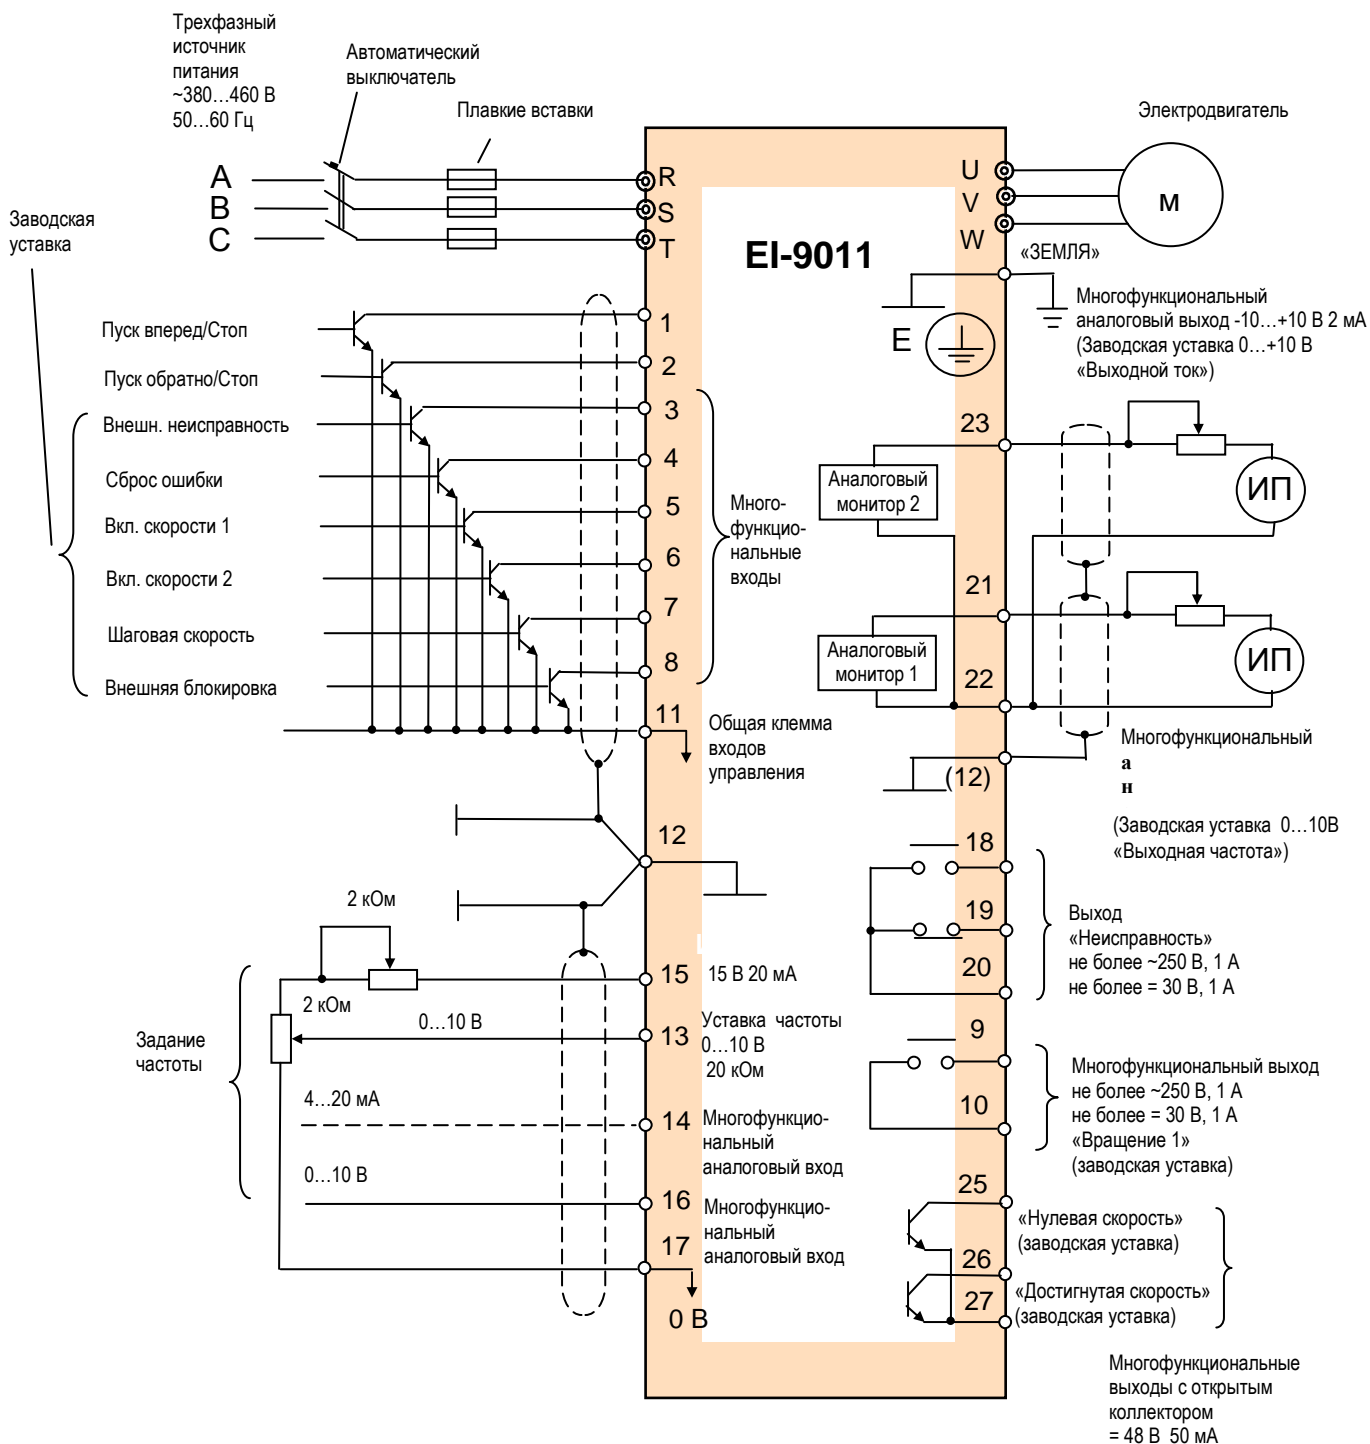 Трехфазный
источник
питания
~380...460 В
50...60 Гц
Автоматический
выключатель
Плавкие вставки
Электродвигатель
A
B
C
R
S
T
U
V
W
М
EI-9011
Заводская
уставка
«ЗЕМЛЯ»
E
Пуск вперед/Стоп
1
Пуск обратно/Стоп
2
Внешн. неисправность
3
Сброс ошибки
4
Вкл. скорости 1
5
Вкл. скорости 2
6
Шаговая скорость
7
Внешняя блокировка
8
Много-
функцио-
нальные
входы
11
Общая клемма
входов
управления
12
Многофункциональный
аналоговый выход -10...+10 В 2 мА
(Заводская уставка 0...+10 В
«Выходной ток»)
23
Аналоговый
монитор 2
ИП
21
Аналоговый
монитор 1
ИП
22
(12)
Многофункциональный
а
н
(Заводская уставка 0...10В
«Выходная частота»)
18
19
20
Выход
«Неисправность»
не более ~250 В, 1 А
не более = 30 В, 1 А
9
10
Многофункциональный выход
не более ~250 В, 1 А
не более = 30 В, 1 А
«Вращение 1»
(заводская уставка)
2 кОм
2 кОм
Задание
частоты
15
15 В 20 мА
0...10 В
13
Уставка частоты
0...10 В
20 кОм
4...20 мА
14
Многофункцио-
нальный
аналоговый вход
0...10 В
16
Многофункцио-
нальный
аналоговый вход
17
0 В
25
«Нулевая скорость»
(заводская уставка)
26
«Достигнутая скорость»
(заводская уставка)
27
Многофункциональные
выходы с открытым
коллектором
= 48 В 50 мА